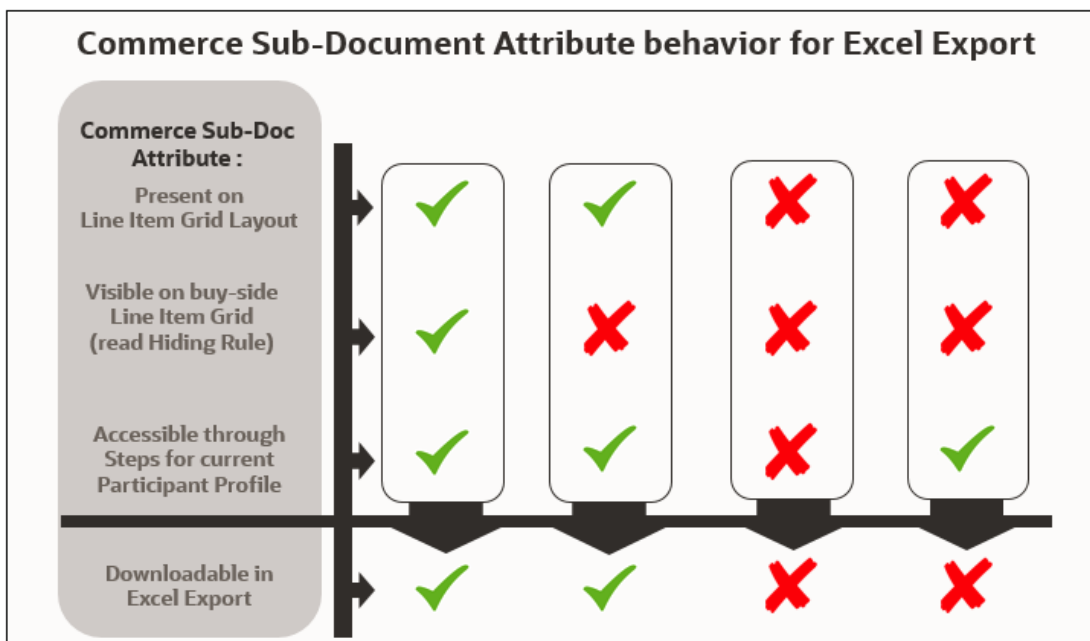 Commerce Sub-Document Attribute behavior for Excel Export
Commerce Sub-Doc
Attribute :
Present on
Line Item Grid Layout
Visible on buy-side
Line Item Grid
(read Hiding Rule)
Accessible through
Steps for current
Participant Profile
Downloadable in
Excel Export